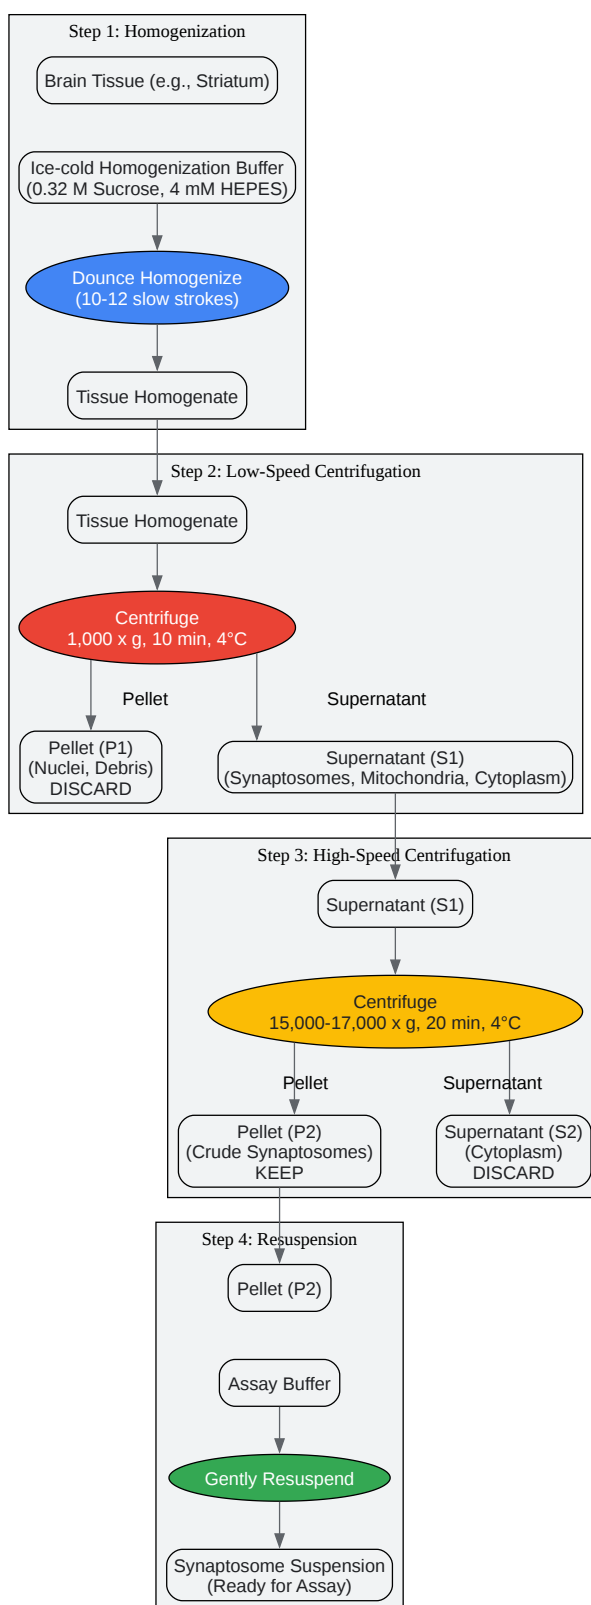 Step 1: Homogenization
Brain Tissue (e.g., Striatum)
Ice-cold Homogenization Buffer
(0.32 M Sucrose, 4 mM HEPES)
Dounce Homogenize
(10-12 slow strokes)
Tissue Homogenate
Step 2: Low-Speed Centrifugation
Tissue Homogenate
Centrifuge
1,000 x g, 10 min, 4°C
Pellet
Supernatant
Pellet (P1)
(Nuclei, Debris)
DISCARD
Supernatant (S1)
(Synaptosomes, Mitochondria, Cytoplasm)
Step 3: High-Speed Centrifugation
Supernatant (S1)
Centrifuge
15,000-17,000 x g, 20 min, 4°C
Pellet
Supernatant
Pellet (P2)
(Crude Synaptosomes)
KEEP
Supernatant (S2)
(Cytoplasm)
DISCARD
Step 4: Resuspension
Pellet (P2)
Assay Buffer
Gently Resuspend
Synaptosome Suspension
(Ready for Assay)